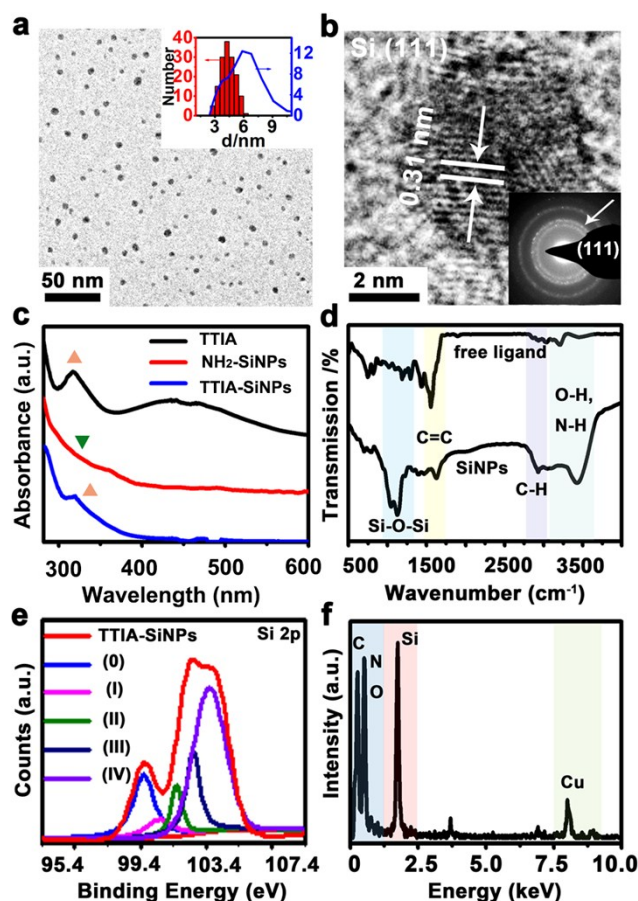 a
Number
40
30
20
10
0
12
8
4
0
3 6 9
d/nm
50 nm
b
Si (111)
0.31 nm
(111)
2 nm
c
Absorbance (a.u.)
TTIA
NH₂-SiNPs
TTIA-SiNPs
300 400 500 600
Wavelength (nm)
d
Transmission /%
free ligand
O-H,
N-H
C=C
SiNPs
C-H
Si-O-Si
500 1500 2500 3500
Wavenumber (cm⁻¹)
e
Counts (a.u.)
TTIA-SiNPs
Si 2p
(0)
(I)
(II)
(III)
(IV)
95.4 99.4 103.4 107.4
Binding Energy (eV)
f
Intensity (a.u.)
C
N
O
Si
Cu
0 2.5 5.0 7.5 10.0
Energy (keV)